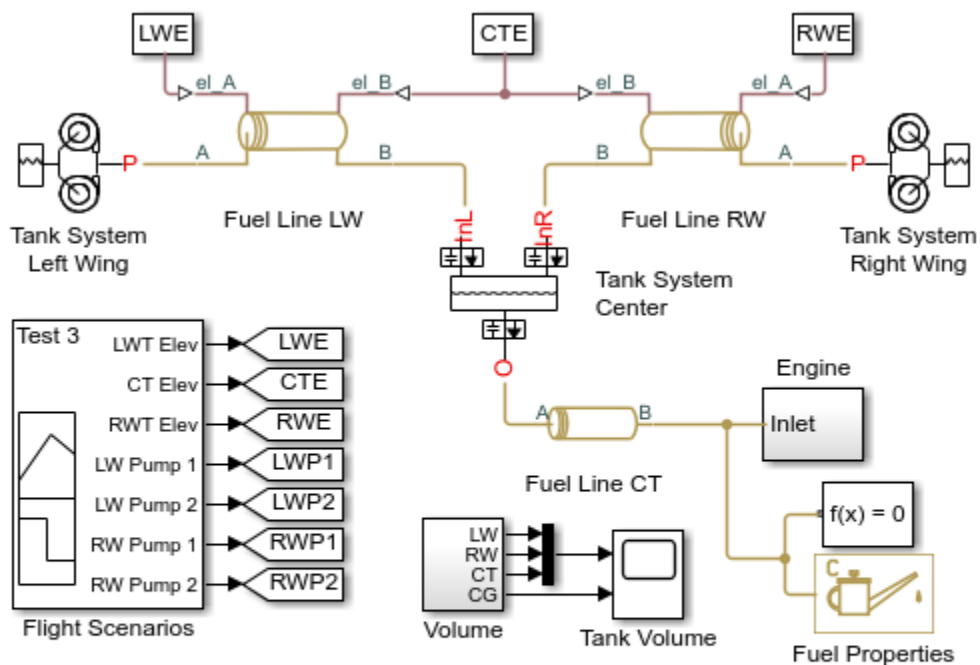 LWE
CTE
RWE
el_A
el_B
el_B
el_A
P
A
B
B
A
P
Fuel Line LW
Fuel Line RW
Tank System
Left Wing
Tank System
Right Wing
InL
InR
Tank System
Center
O
Test 3
LWT Elev
LWE
CT Elev
CTE
RWT Elev
RWE
LW Pump 1
LWP1
LW Pump 2
LWP2
RW Pump 1
RWP1
RW Pump 2
RWP2
Flight Scenarios
A
B
Fuel Line CT
Engine
Inlet
f(x) = 0
LW
RW
CT
CG
Volume
Tank Volume
C
Fuel Properties